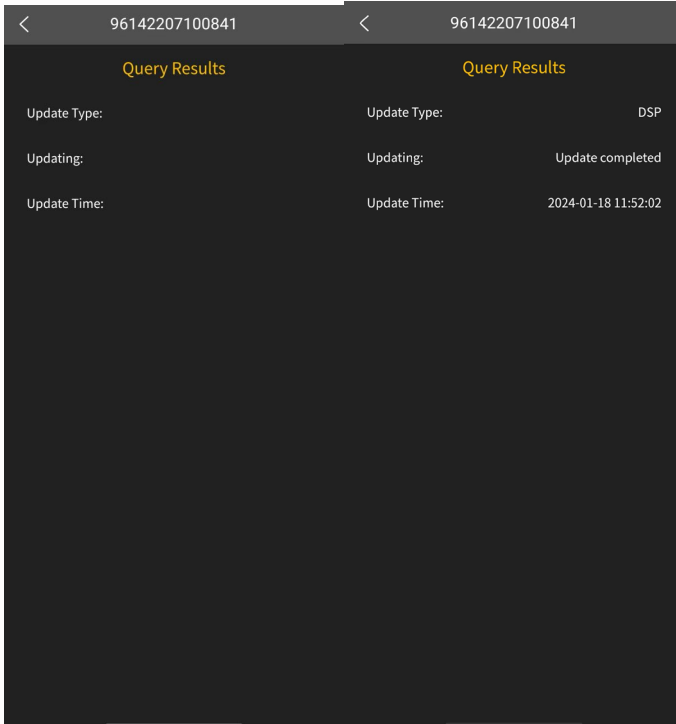 96142207100841
Query Results
Update Type:
Updating:
Update Time:
96142207100841
Query Results
Update Type: DSP
Updating: Update completed
Update Time: 2024-01-18 11:52:02